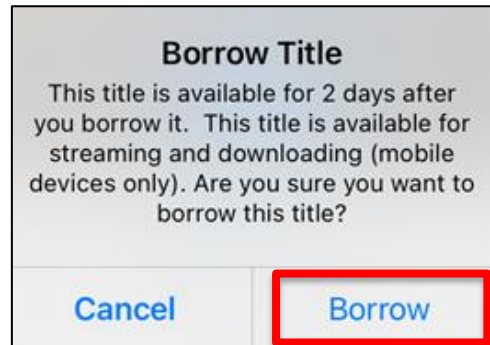 Borrow Title
This title is available for 2 days after
you borrow it.  This title is available for
streaming and downloading (mobile
devices only). Are you sure you want to
borrow this title?
Cancel
Borrow